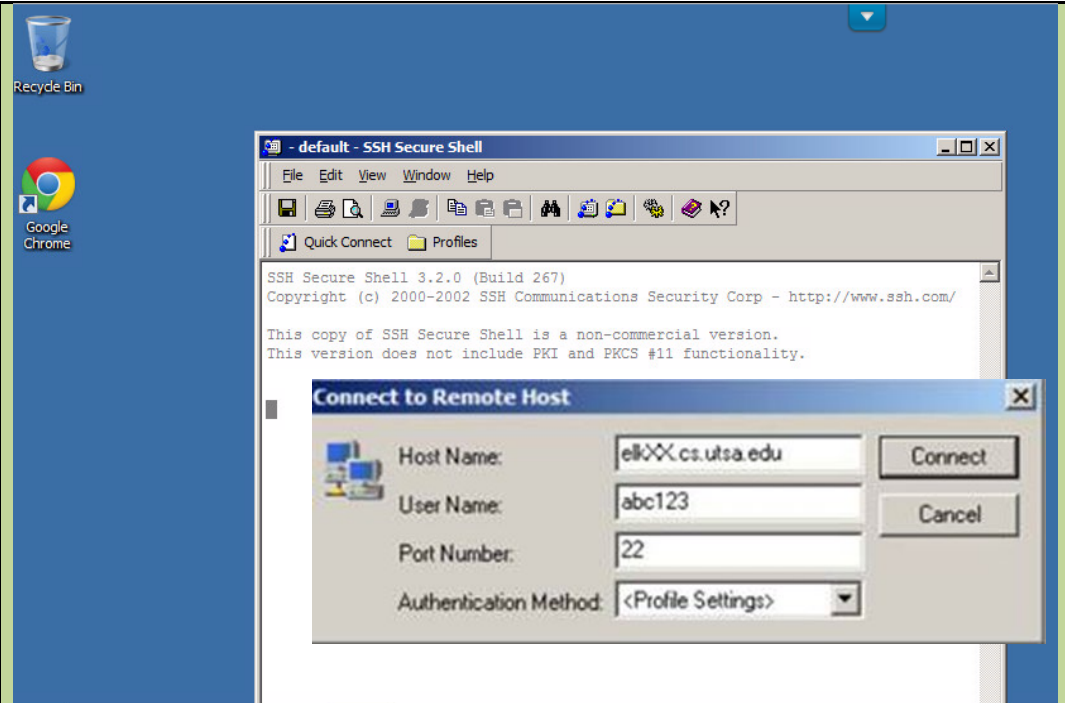 Recycle Bin
Google
Chrome
- default - SSH Secure Shell
File Edit View Window Help
Quick Connect Profiles
SSH Secure Shell 3.2.0 (Build 267)
Copyright (c) 2000-2002 SSH Communications Security Corp - http://www.ssh.com/
This copy of SSH Secure Shell is a non-commercial version.
This version does not include PKI and PKCS #11 functionality.
Connect to Remote Host
Host Name: elkXX.cs.utsa.edu Connect
User Name: abc123 Cancel
Port Number: 22
Authentication Method: <Profile Settings>